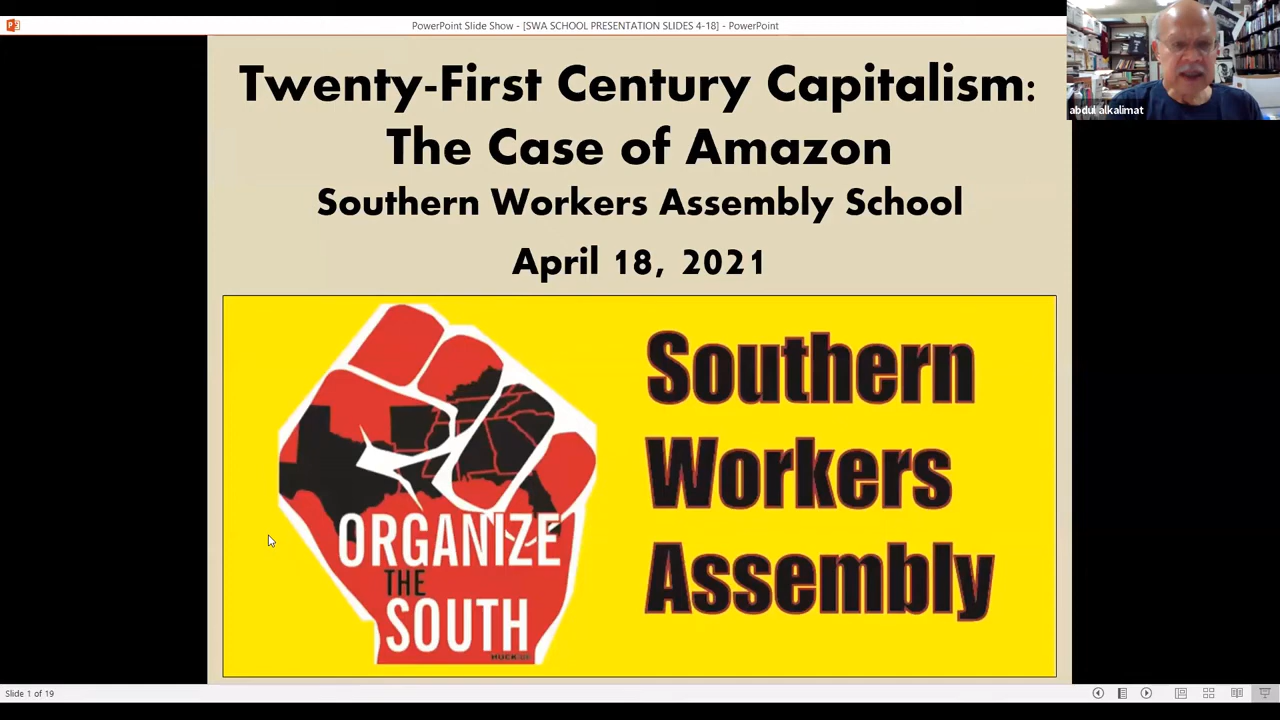 PowerPoint Slide Show - [SWA SCHOOL PRESENTATION SLIDES 4-18] - PowerPoint
abdul alkalimat
Twenty-First Century Capitalism:
The Case of Amazon
Southern Workers Assembly School
April 18, 2021
ORGANIZE
THE
SOUTH
Southern
Workers
Assembly
Slide 1 of 19